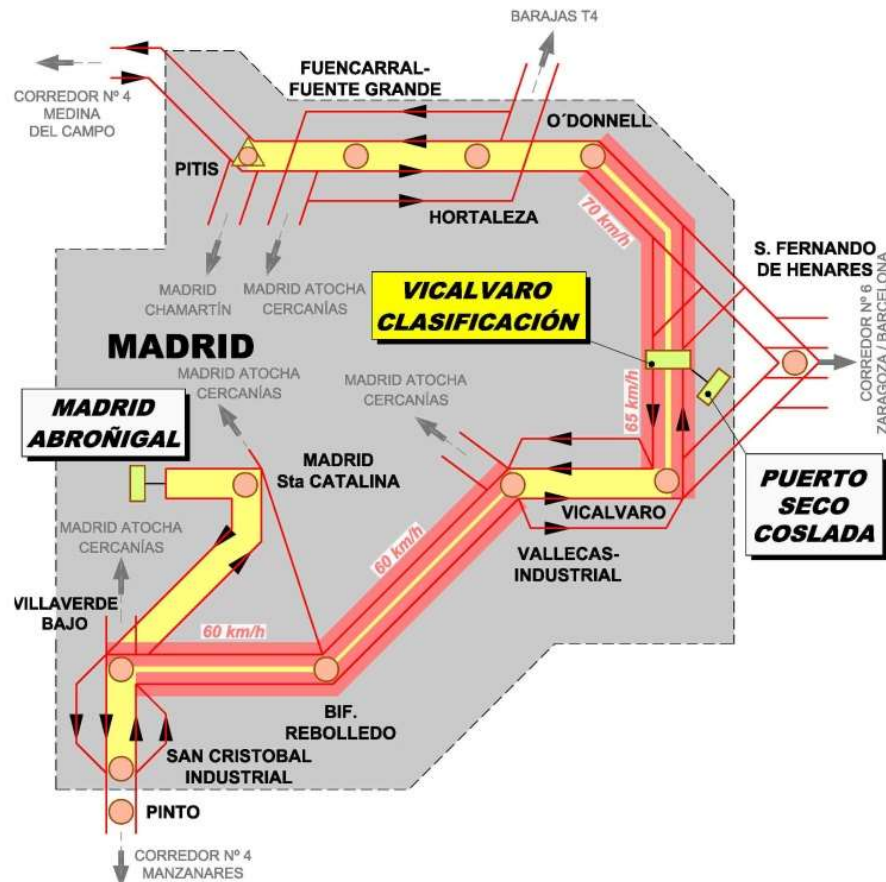 BARAJAS T4
CORREDOR Nº 4
MEDINA
DEL CAMPO
FUENCARRAL-
FUENTE GRANDE
O´DONNELL
PITIS
HORTALEZA
70 km/h
S. FERNANDO
DE HENARES
MADRID
CHAMARTÍN
MADRID ATOCHA
CERCANÍAS
VICALVARO
CLASIFICACIÓN
CORREDOR Nº 6
ZARAGOZA / BARCELONA
MADRID
MADRID ATOCHA
CERCANÍAS
MADRID ATOCHA
CERCANÍAS
65 km/h
MADRID
ABROÑIGAL
MADRID
Sta CATALINA
PUERTO
SECO
COSLADA
VICALVARO
MADRID ATOCHA
CERCANÍAS
VALLECAS-
INDUSTRIAL
60 km/h
VILLAVERDE
BAJO
60 km/h
BIF.
REBOLLEDO
SAN CRISTOBAL
INDUSTRIAL
PINTO
CORREDOR Nº 4
MANZANARES